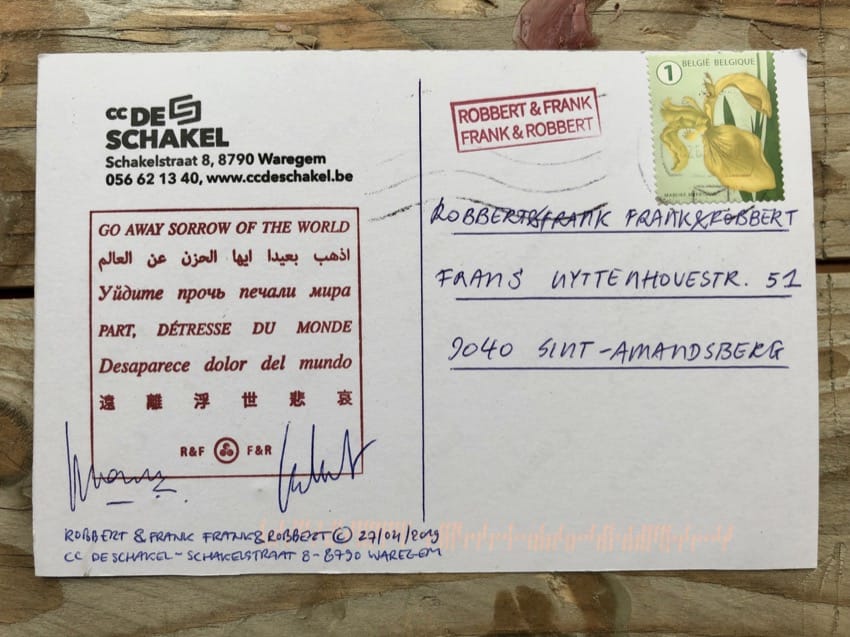 cc DE
SCHAKEL
Schakelstraat 8, 8790 Waregem
056 62 13 40, www.ccdeschakel.be
GO AWAY SORROW OF THE WORLD
اذهب بعيدا ايها الحزن عن العالم
Уйдите прочь печали мира
PART, DÉTRESSE DU MONDE
Desaparece dolor del mundo
遠離浮世悲哀
R&F F&R
ROBBERT & FRANK FRANK & ROBBERT © 27/04/2019
CC DE SCHAKEL - SCHAKELSTRAAT 8 - 8790 WAREGEM
ROBBERT & FRANK
FRANK & ROBBERT
1 BELGIË BELGIQUE
ROBBERT&FRANK FRANK&ROBBERT
FRANS UYTTENHOVESTR. 51
9040 SINT-AMANDSBERG